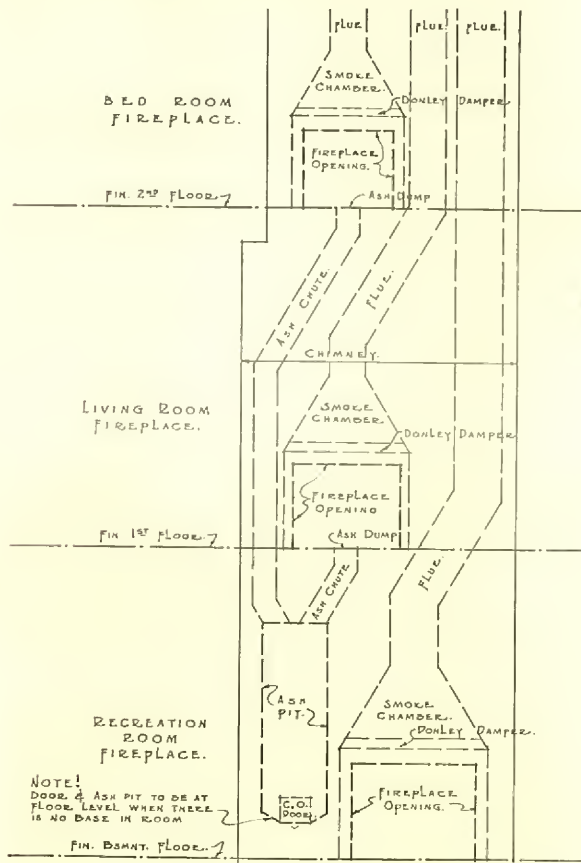 FLUE
FLUE.
FLUE.
SMOKE
CHAMBER.
DONLEY DAMPER
BED ROOM
FIREPLACE.
FIREPLACE
OPENING.
FIN. 2ND FLOOR
ASH DUMP
ASH CHUTE.
FLUE.
CHIMNEY.
LIVING ROOM
FIREPLACE.
SMOKE
CHAMBER
DONLEY DAMPER
FIREPLACE
OPENING
FIN 1ST FLOOR.
ASH DUMP
ASH CHUTE
FLUE.
ASH
PIT.
RECREATION
ROOM
FIREPLACE.
SMOKE
CHAMBER.
DONLEY DAMPER.
NOTE!
DOOR & ASH PIT TO BE AT
FLOOR LEVEL WHEN THERE
IS NO BASE IN ROOM
C.O.
DOOR
FIREPLACE
OPENING.
FIN. BSMNT. FLOOR.